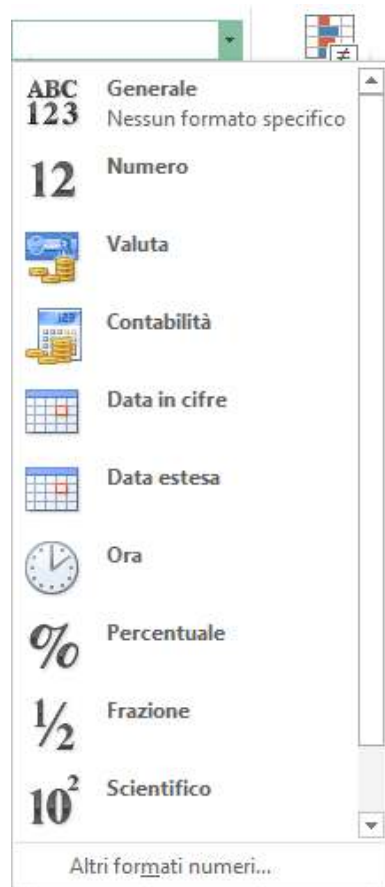 ABC
123
Generale
Nessun formato specifico
12
Numero
Valuta
123
Contabilità
Data in cifre
Data estesa
Ora
%
Percentuale
1/2
Frazione
10²
Scientifico
Altri formati numeri...